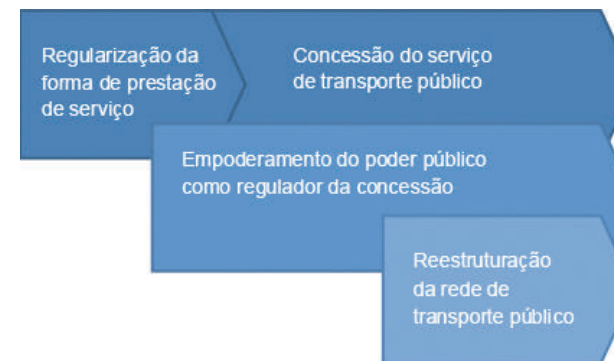 Regularização da
forma de prestação
de serviço
Concessão do serviço
de transporte público
Empoderamento do poder público
como regulador da concessão
Reestruturação
da rede de
transporte público